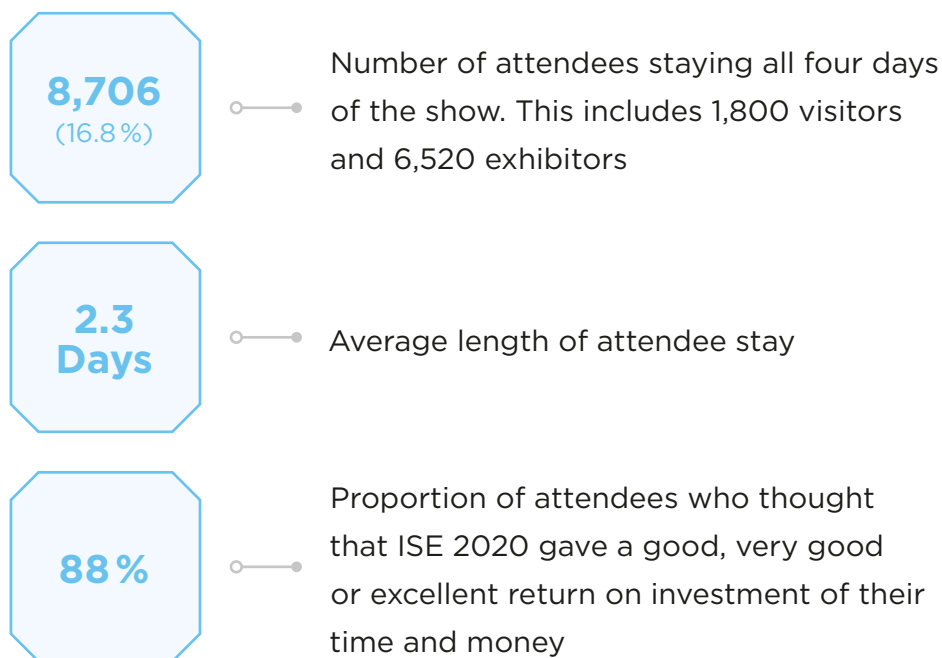 8,706
(16.8%)
Number of attendees staying all four days
of the show. This includes 1,800 visitors
and 6,520 exhibitors
2.3
Days
Average length of attendee stay
88%
Proportion of attendees who thought
that ISE 2020 gave a good, very good
or excellent return on investment of their
time and money